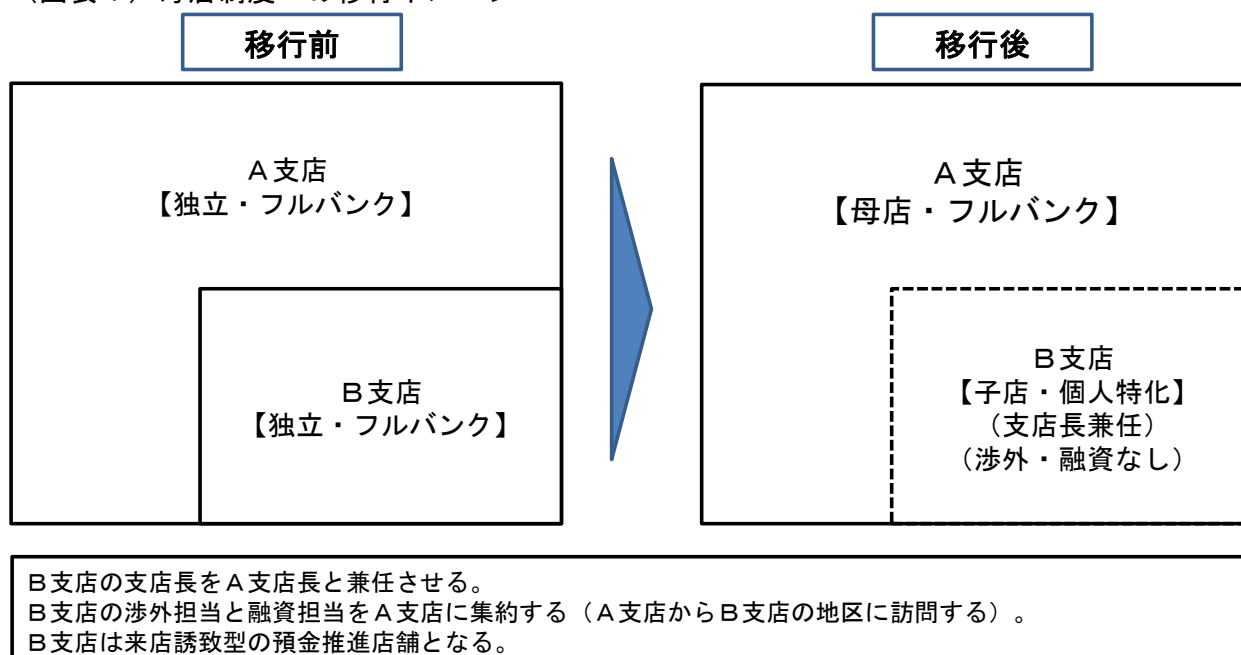 移行前
移行後
A支店
【独立・フルバンク】
B支店
【独立・フルバンク】
A支店
【母店・フルバンク】
B支店
【子店・個人特化】
(支店長兼任)
(渉外・融資なし)
B支店の支店長をA支店長と兼任させる。
B支店の渉外担当と融資担当をA支店に集約する(A支店からB支店の地区に訪問する)。
B支店は来店誘致型の預金推進店舗となる。